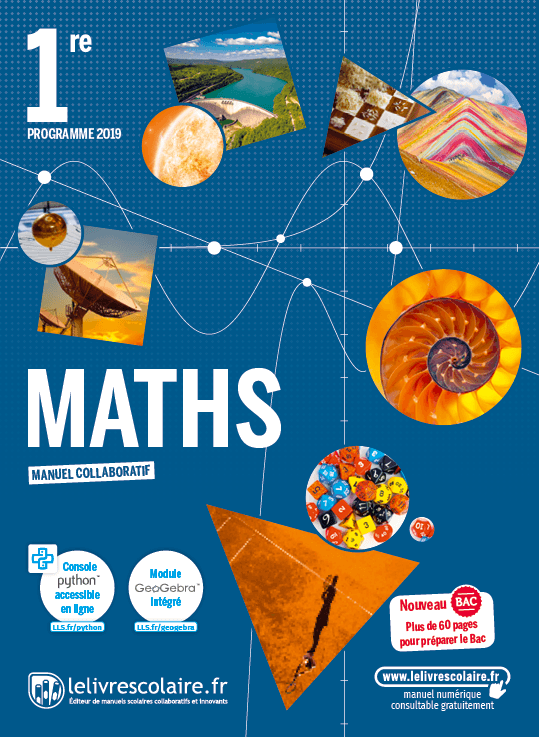 1re
PROGRAMME 2019
MATHS
MANUEL COLLABORATIF
Console
python™
accessible
en ligne
LLS.fr/python
Module
GeoGebra™
intégré
LLS.fr/geogebra
Nouveau BAC
Plus de 60 pages
pour préparer le Bac
lelivrescolaire.fr
Éditeur de manuels scolaires collaboratifs et innovants
www.lelivrescolaire.fr
manuel numérique
consultable gratuitement